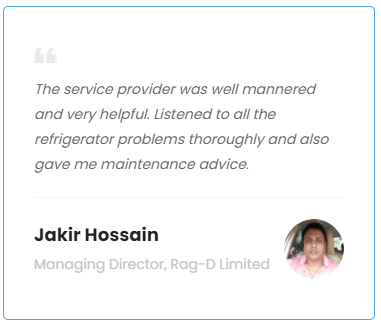 The service provider was well mannered
and very helpful. Listened to all the
refrigerator problems thoroughly and also
gave me maintenance advice.
Jakir Hossain
Managing Director, Rag-D Limited